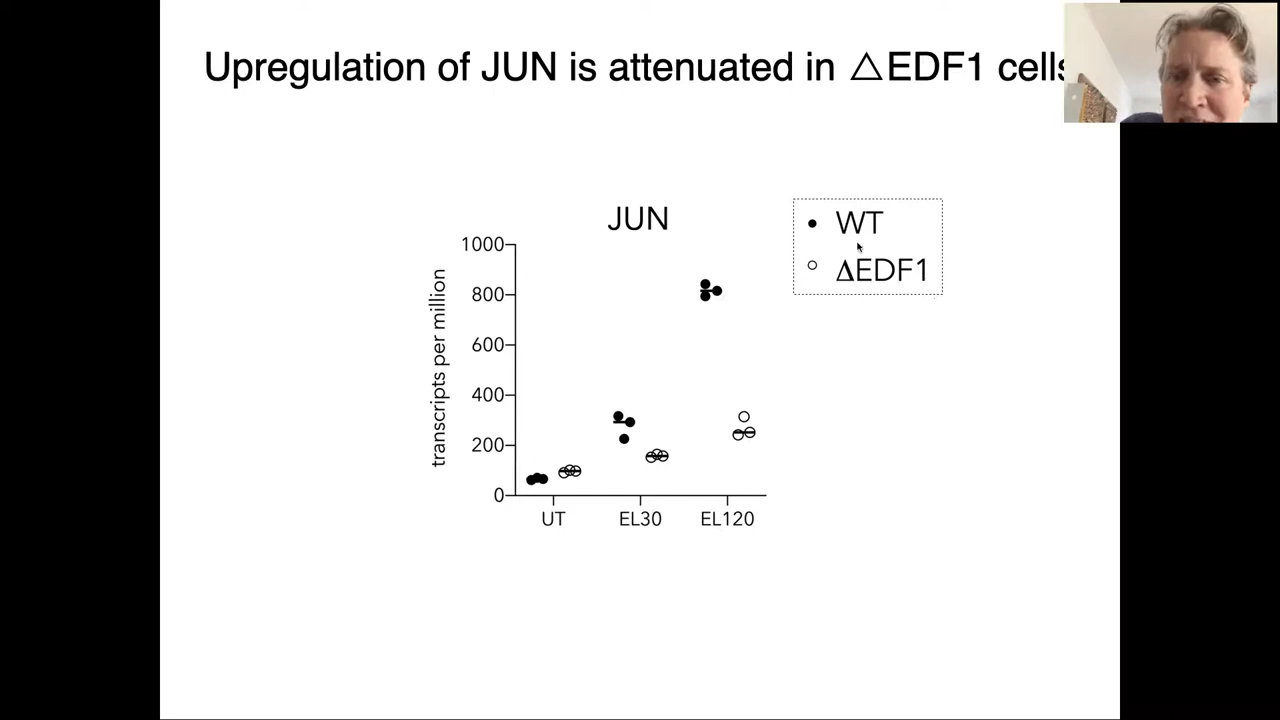 Upregulation of JUN is attenuated in △EDF1 cells
JUN
WT
ΔEDF1
transcripts per million
1000
800
600
400
200
0
UT
EL30
EL120